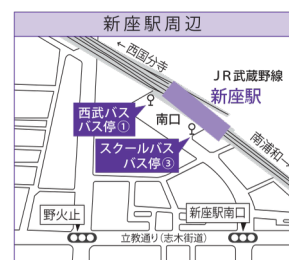 新座駅周辺
←西国分寺
JR武蔵野線
新座駅
西武バス
バス停①
南口
スクールバス
バス停③
南浦和→
野火止
新座駅南口
立教通り(志木街道)